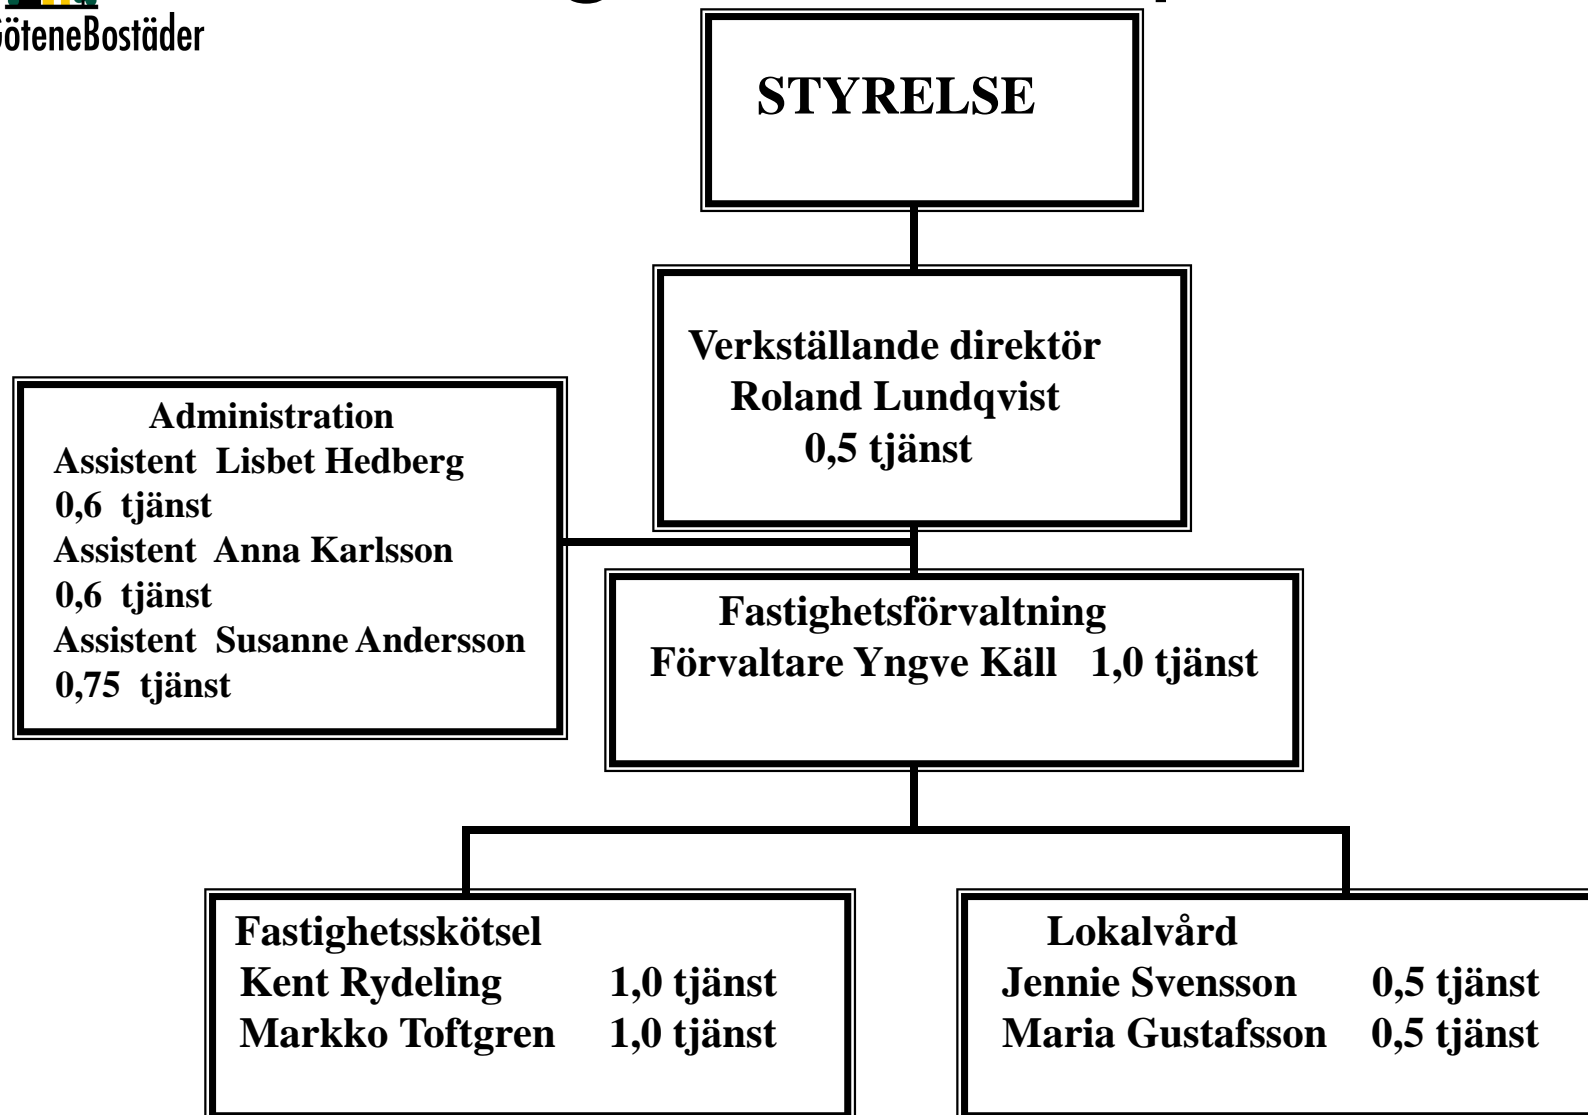 GöteneBostäder
STYRELSE
Verkställande direktör
Roland Lundqvist
0,5 tjänst
Administration
Assistent Lisbet Hedberg
0,6 tjänst
Assistent Anna Karlsson
0,6 tjänst
Assistent Susanne Andersson
0,75 tjänst
Fastighetsförvaltning
Förvaltare Yngve Käll 1,0 tjänst
Fastighetsskötsel
Kent Rydeling 1,0 tjänst
Markko Toftgren 1,0 tjänst
Lokalvård
Jennie Svensson 0,5 tjänst
Maria Gustafsson 0,5 tjänst